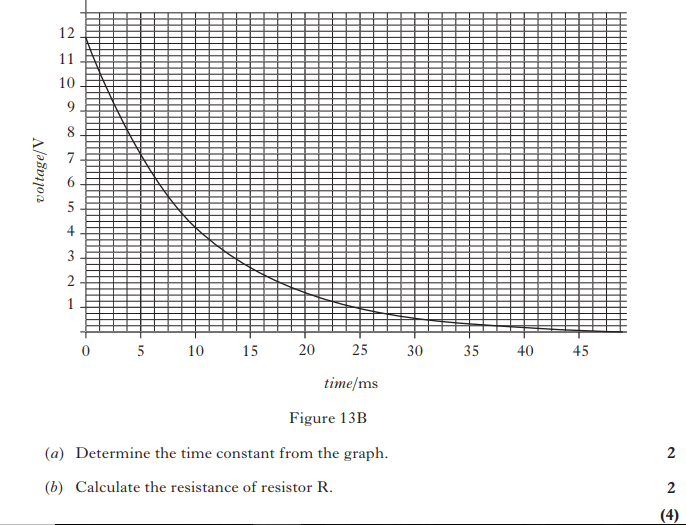 12
11
10
9
8
7
6
5
4
3
2
1
voltage/V
0 5 10 15 20 25 30 35 40 45
time/ms
Figure 13B
(a) Determine the time constant from the graph. 2
(b) Calculate the resistance of resistor R. 2
(4)